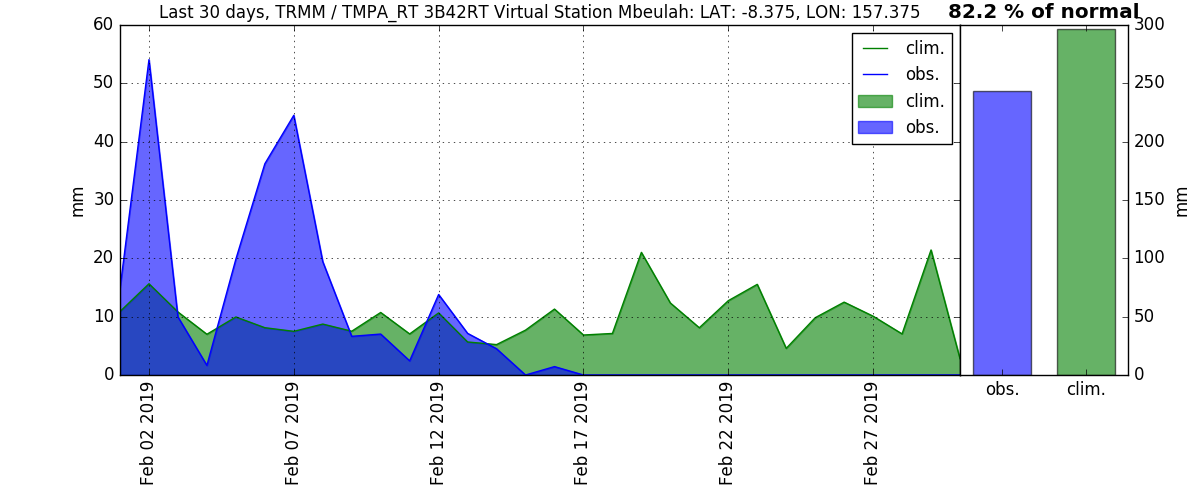 Last 30 days, TRMM / TMPA_RT 3B42RT Virtual Station Mbeulah: LAT: -8.375, LON: 157.375
82.2 % of normal
60
50
40
30
20
10
0
mm
clim.
obs.
clim.
obs.
Feb 02 2019
Feb 07 2019
Feb 12 2019
Feb 17 2019
Feb 22 2019
Feb 27 2019
300
250
200
150
100
50
0
mm
obs.
clim.